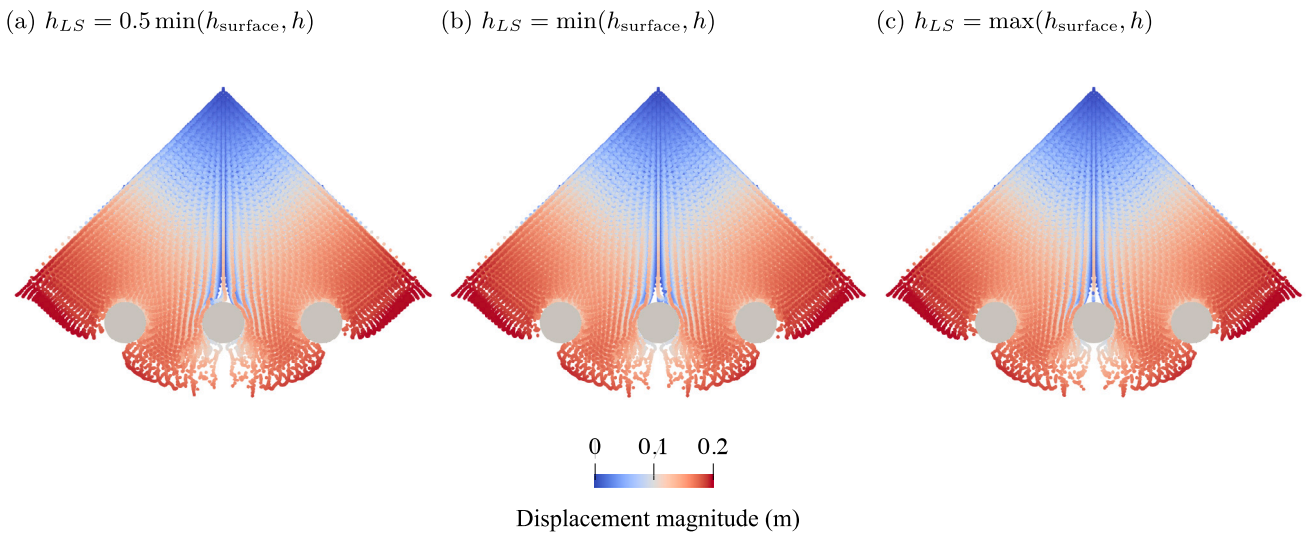 (a) $h_{LS} = 0.5 \min(h_{\text{surface}}, h)$
(b) $h_{LS} = \min(h_{\text{surface}}, h)$
(c) $h_{LS} = \max(h_{\text{surface}}, h)$
0 0.1 0.2
Displacement magnitude (m)